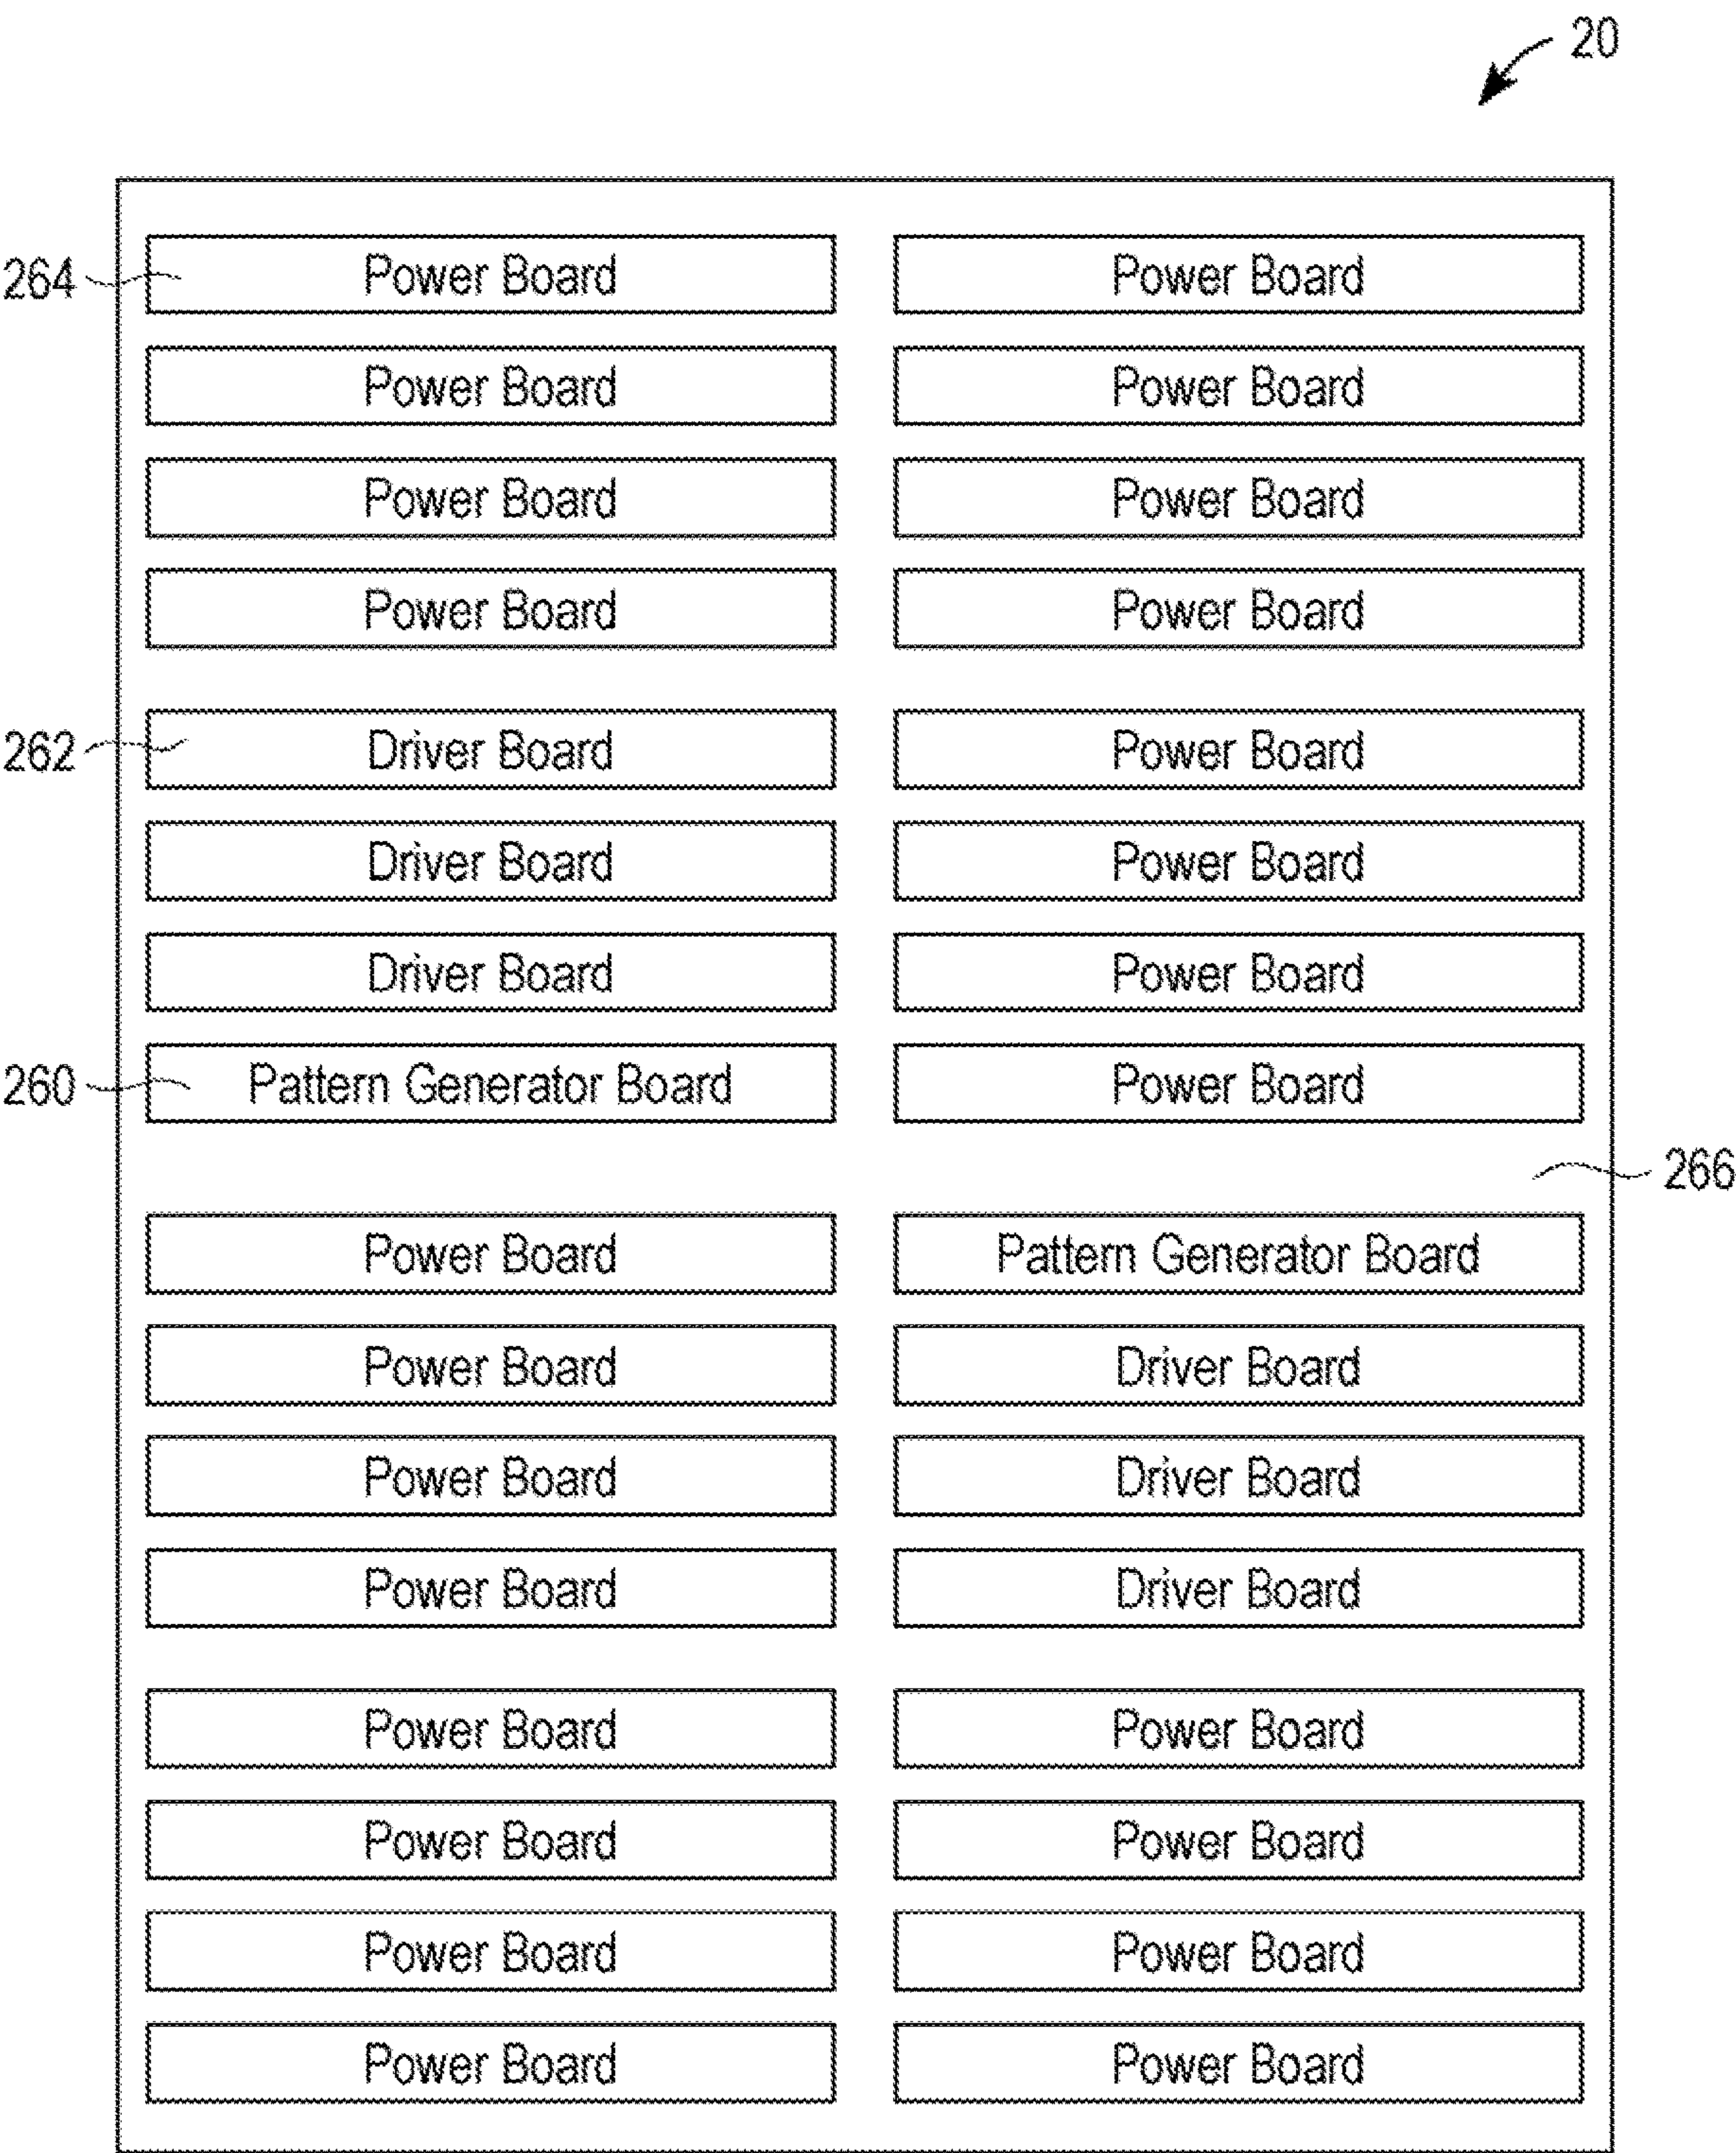 20
264 Power Board Power Board
Power Board Power Board
Power Board Power Board
Power Board Power Board
262 Driver Board Power Board
Driver Board Power Board
Driver Board Power Board
260 Pattern Generator Board Power Board
266
Power Board Pattern Generator Board
Power Board Driver Board
Power Board Driver Board
Power Board Driver Board
Power Board Power Board
Power Board Power Board
Power Board Power Board
Power Board Power Board